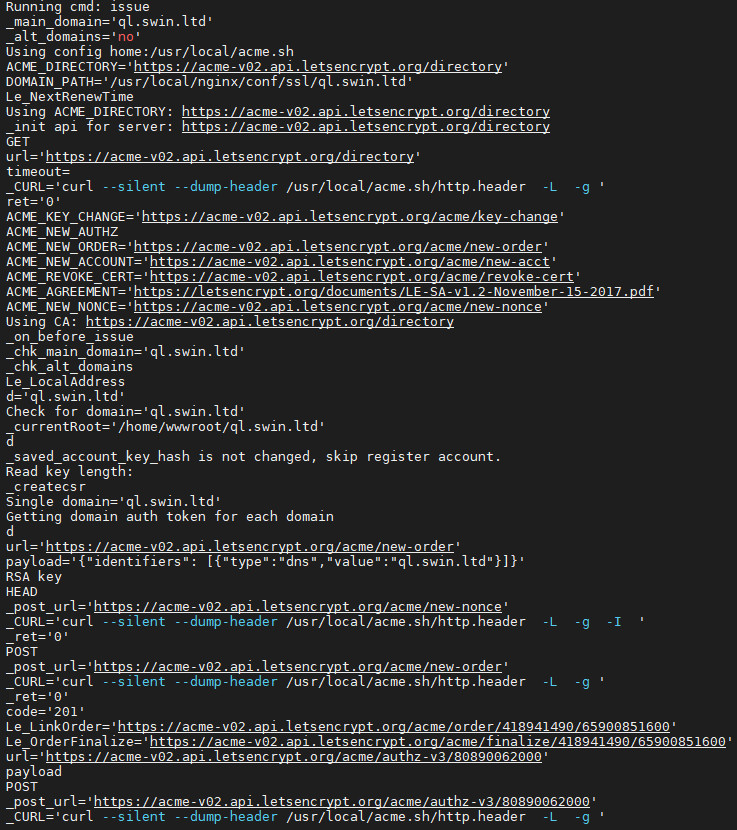 Running cmd: issue
_main_domain='ql.swin.ltd'
_alt_domains='no'
Using config home:/usr/local/acme.sh
ACME_DIRECTORY='https://acme-v02.api.letsencrypt.org/directory'
DOMAIN_PATH='/usr/local/nginx/conf/ssl/ql.swin.ltd'
Le_NextRenewTime
Using ACME_DIRECTORY: https://acme-v02.api.letsencrypt.org/directory
_init api for server: https://acme-v02.api.letsencrypt.org/directory
GET
url='https://acme-v02.api.letsencrypt.org/directory'
timeout=
_CURL='curl --silent --dump-header /usr/local/acme.sh/http.header  -L  -g '
ret='0'
ACME_KEY_CHANGE='https://acme-v02.api.letsencrypt.org/acme/key-change'
ACME_NEW_AUTHZ
ACME_NEW_ORDER='https://acme-v02.api.letsencrypt.org/acme/new-order'
ACME_NEW_ACCOUNT='https://acme-v02.api.letsencrypt.org/acme/new-acct'
ACME_REVOKE_CERT='https://acme-v02.api.letsencrypt.org/acme/revoke-cert'
ACME_AGREEMENT='https://letsencrypt.org/documents/LE-SA-v1.2-November-15-2017.pdf'
ACME_NEW_NONCE='https://acme-v02.api.letsencrypt.org/acme/new-nonce'
Using CA: https://acme-v02.api.letsencrypt.org/directory
_on_before_issue
_chk_main_domain='ql.swin.ltd'
_chk_alt_domains
Le_LocalAddress
d='ql.swin.ltd'
Check for domain='ql.swin.ltd'
_currentRoot='/home/wwwroot/ql.swin.ltd'
d
_saved_account_key_hash is not changed, skip register account.
Read key length:
_createcsr
Single domain='ql.swin.ltd'
Getting domain auth token for each domain
d
url='https://acme-v02.api.letsencrypt.org/acme/new-order'
payload='{"identifiers": [{"type":"dns","value":"ql.swin.ltd"}]}'
RSA key
HEAD
_post_url='https://acme-v02.api.letsencrypt.org/acme/new-nonce'
_CURL='curl --silent --dump-header /usr/local/acme.sh/http.header  -L  -g  -I  '
_ret='0'
POST
_post_url='https://acme-v02.api.letsencrypt.org/acme/new-order'
_CURL='curl --silent --dump-header /usr/local/acme.sh/http.header  -L  -g '
_ret='0'
code='201'
Le_LinkOrder='https://acme-v02.api.letsencrypt.org/acme/order/418941490/65900851600'
Le_OrderFinalize='https://acme-v02.api.letsencrypt.org/acme/finalize/418941490/65900851600'
url='https://acme-v02.api.letsencrypt.org/acme/authz-v3/80890062000'
payload
POST
_post_url='https://acme-v02.api.letsencrypt.org/acme/authz-v3/80890062000'
_CURL='curl --silent --dump-header /usr/local/acme.sh/http.header  -L  -g '